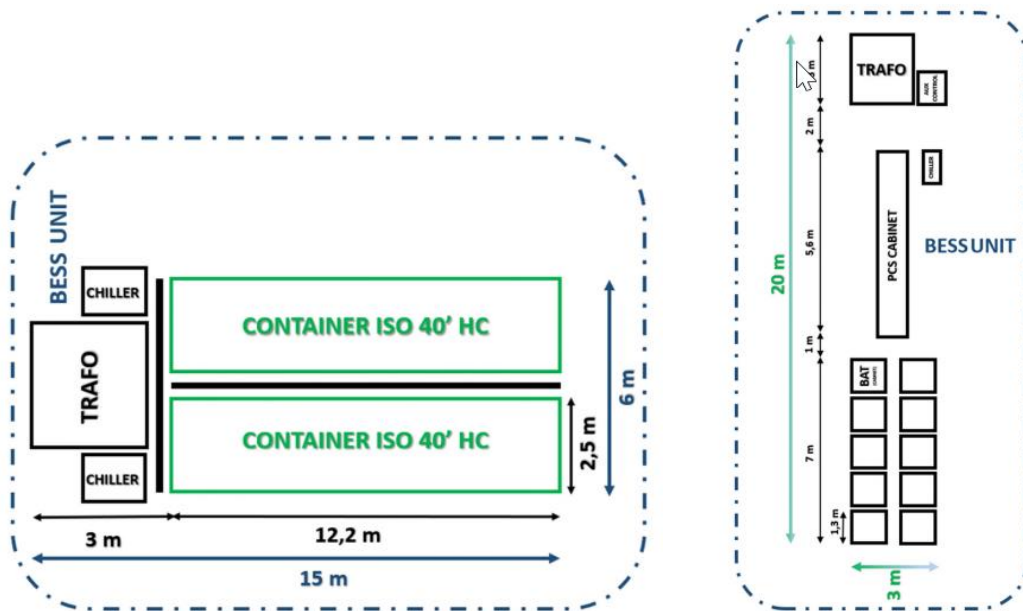 BESS UNIT
CHILLER
TRAFO
CHILLER
CONTAINER ISO 40' HC
CONTAINER ISO 40' HC
2,5 m
6 m
3 m
12,2 m
15 m
TRAFO
AUX
CONTROL
m
2 m
CHILLER
PCS CABINET
BESS UNIT
5,6 m
20 m
1 m
BAT
7 m
1,3 m
3 m